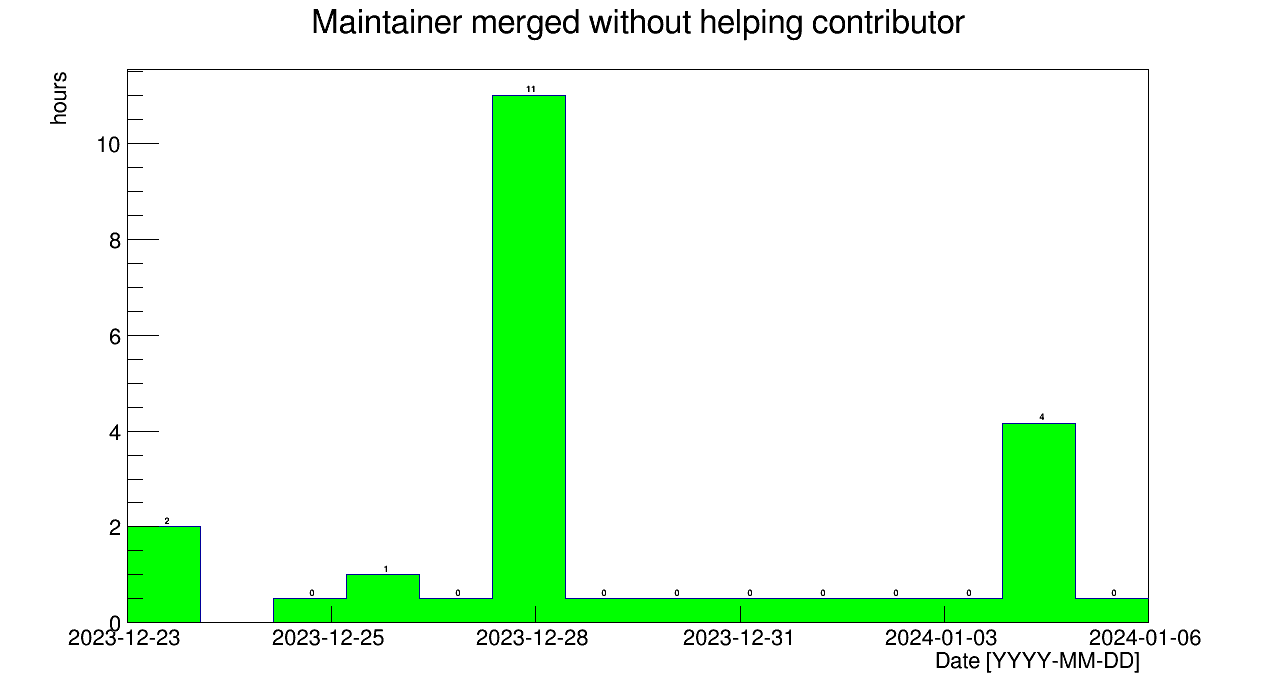 Maintainer merged without helping contributor
hours
10
8
6
4
2
0
2 0 1 0 11 0 0 0 0 0 0 4 0
2023-12-23 2023-12-25 2023-12-28 2023-12-31 2024-01-03 2024-01-06
Date [YYYY-MM-DD]